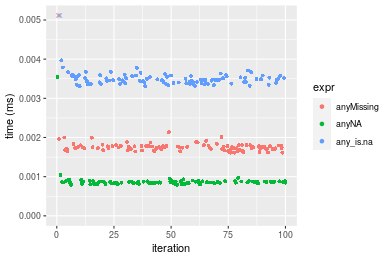 0.005
0.004
0.003
0.002
0.001
0.000
time (ms)
0
25
50
75
100
iteration
expr
anyMissing
anyNA
any_is.na